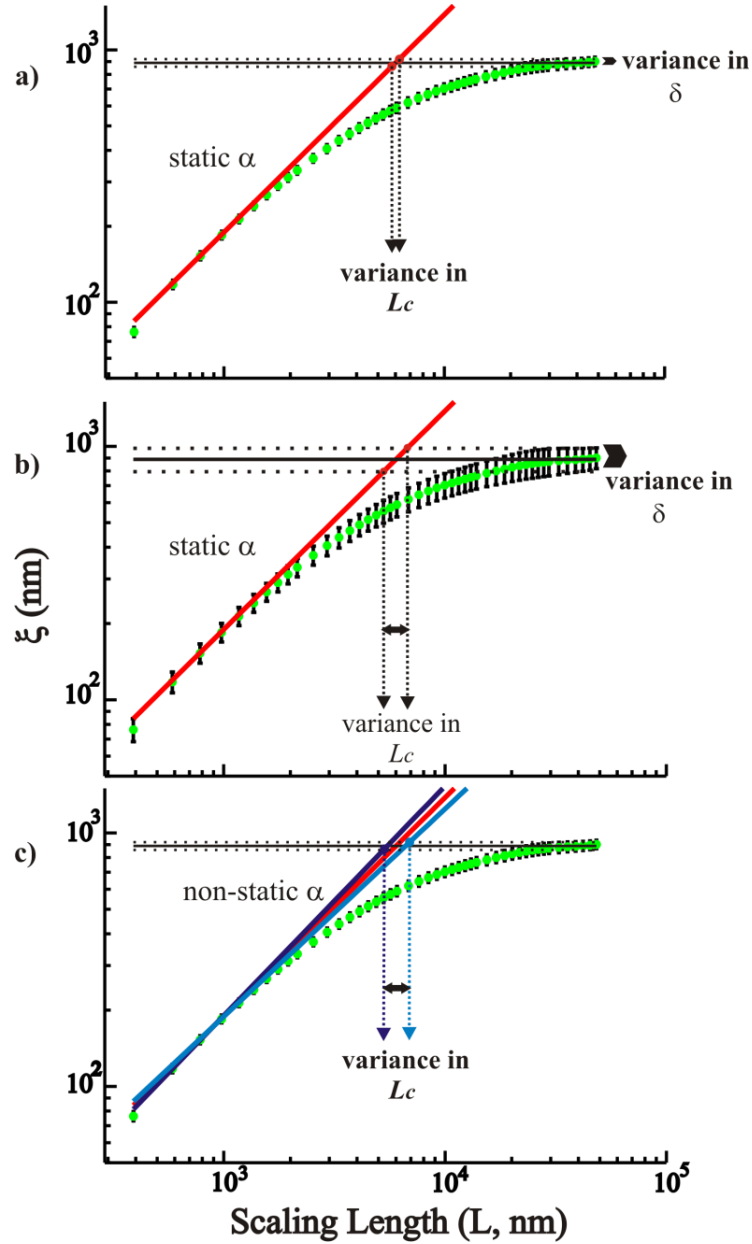 a)
10³
variance in
δ
static α
variance in
Lc
10²
b)
10³
variance in
δ
static α
ξ (nm)
10²
variance in
Lc
c)
10³
non-static α
variance in
Lc
10²
10³ 10⁴ 10⁵
Scaling Length (L, nm)